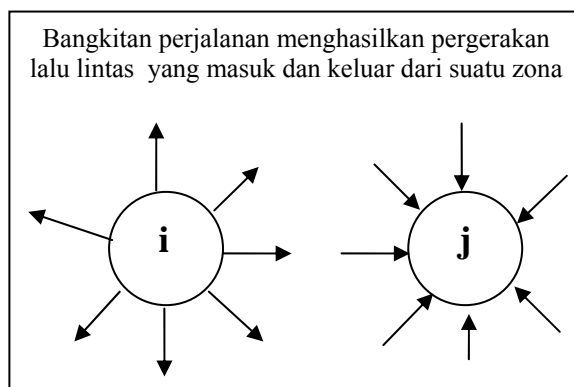 Bangkitan perjalanan menghasilkan pergerakan
lalu lintas yang masuk dan keluar dari suatu zona
i
j